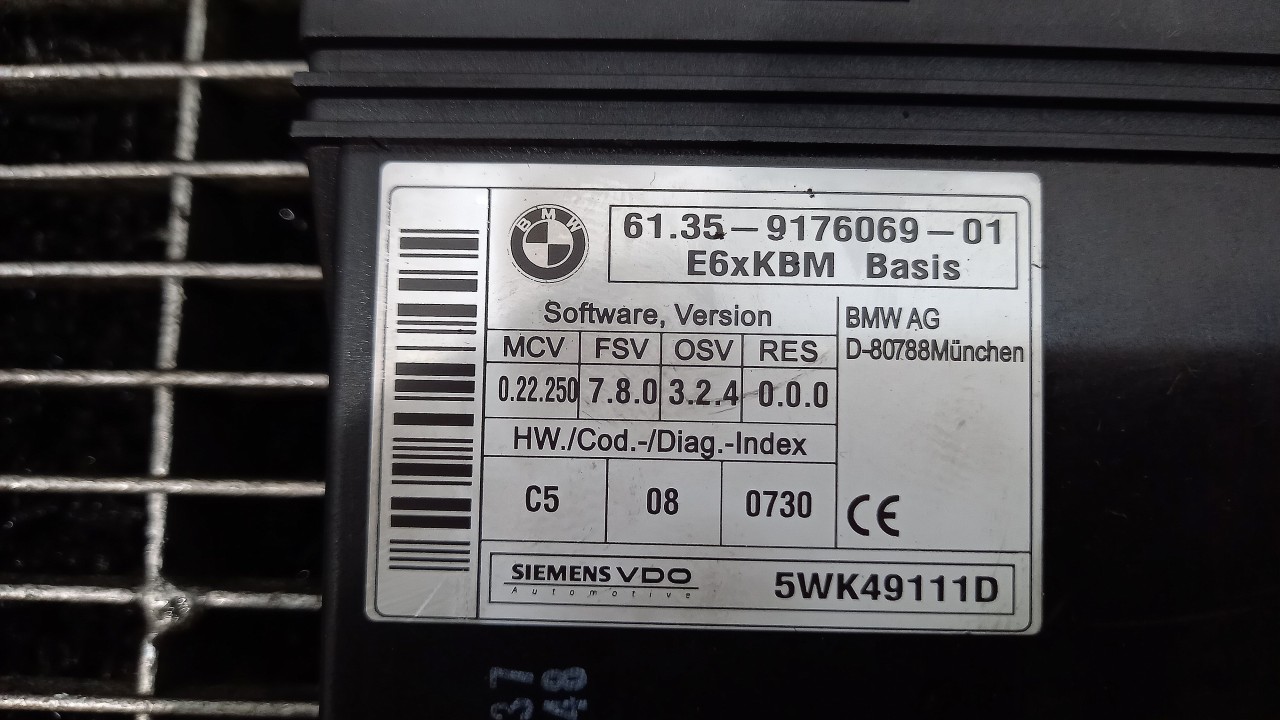 BMW
61.35-9176069-01
E6xKBM Basis
Software, Version
MCV FSV OSV RES
0.22.250 7.8.0 3.2.4 0.0.0
HW./Cod.-/Diag.-Index
C5 08 0730
BMW AG
D-80788München
CE
SIEMENS VDO
Automotive
5WK49111D
37
48